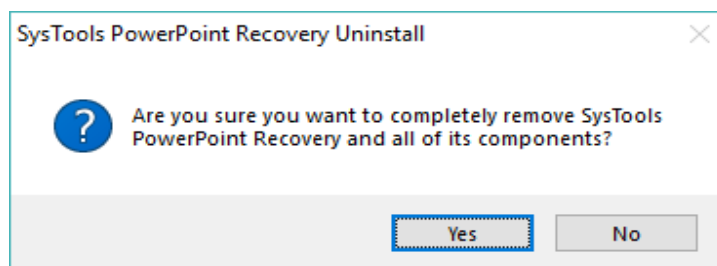 SysTools PowerPoint Recovery Uninstall
Are you sure you want to completely remove SysTools
PowerPoint Recovery and all of its components?
Yes No